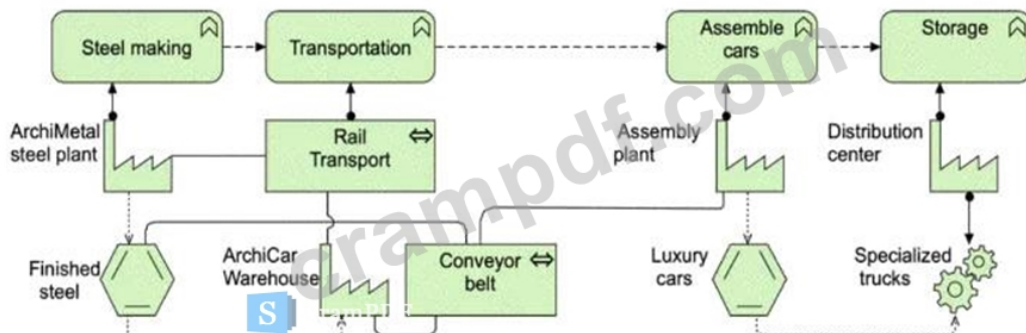 Steel making
Transportation
Assemble
cars
Storage
ArchiMetal
steel plant
Rail
Transport
Assembly
plant
Distribution
center
Finished
steel
ArchiCar
Warehouse
Conveyor
belt
Luxury
cars
Specialized
trucks
crampdf.com
S